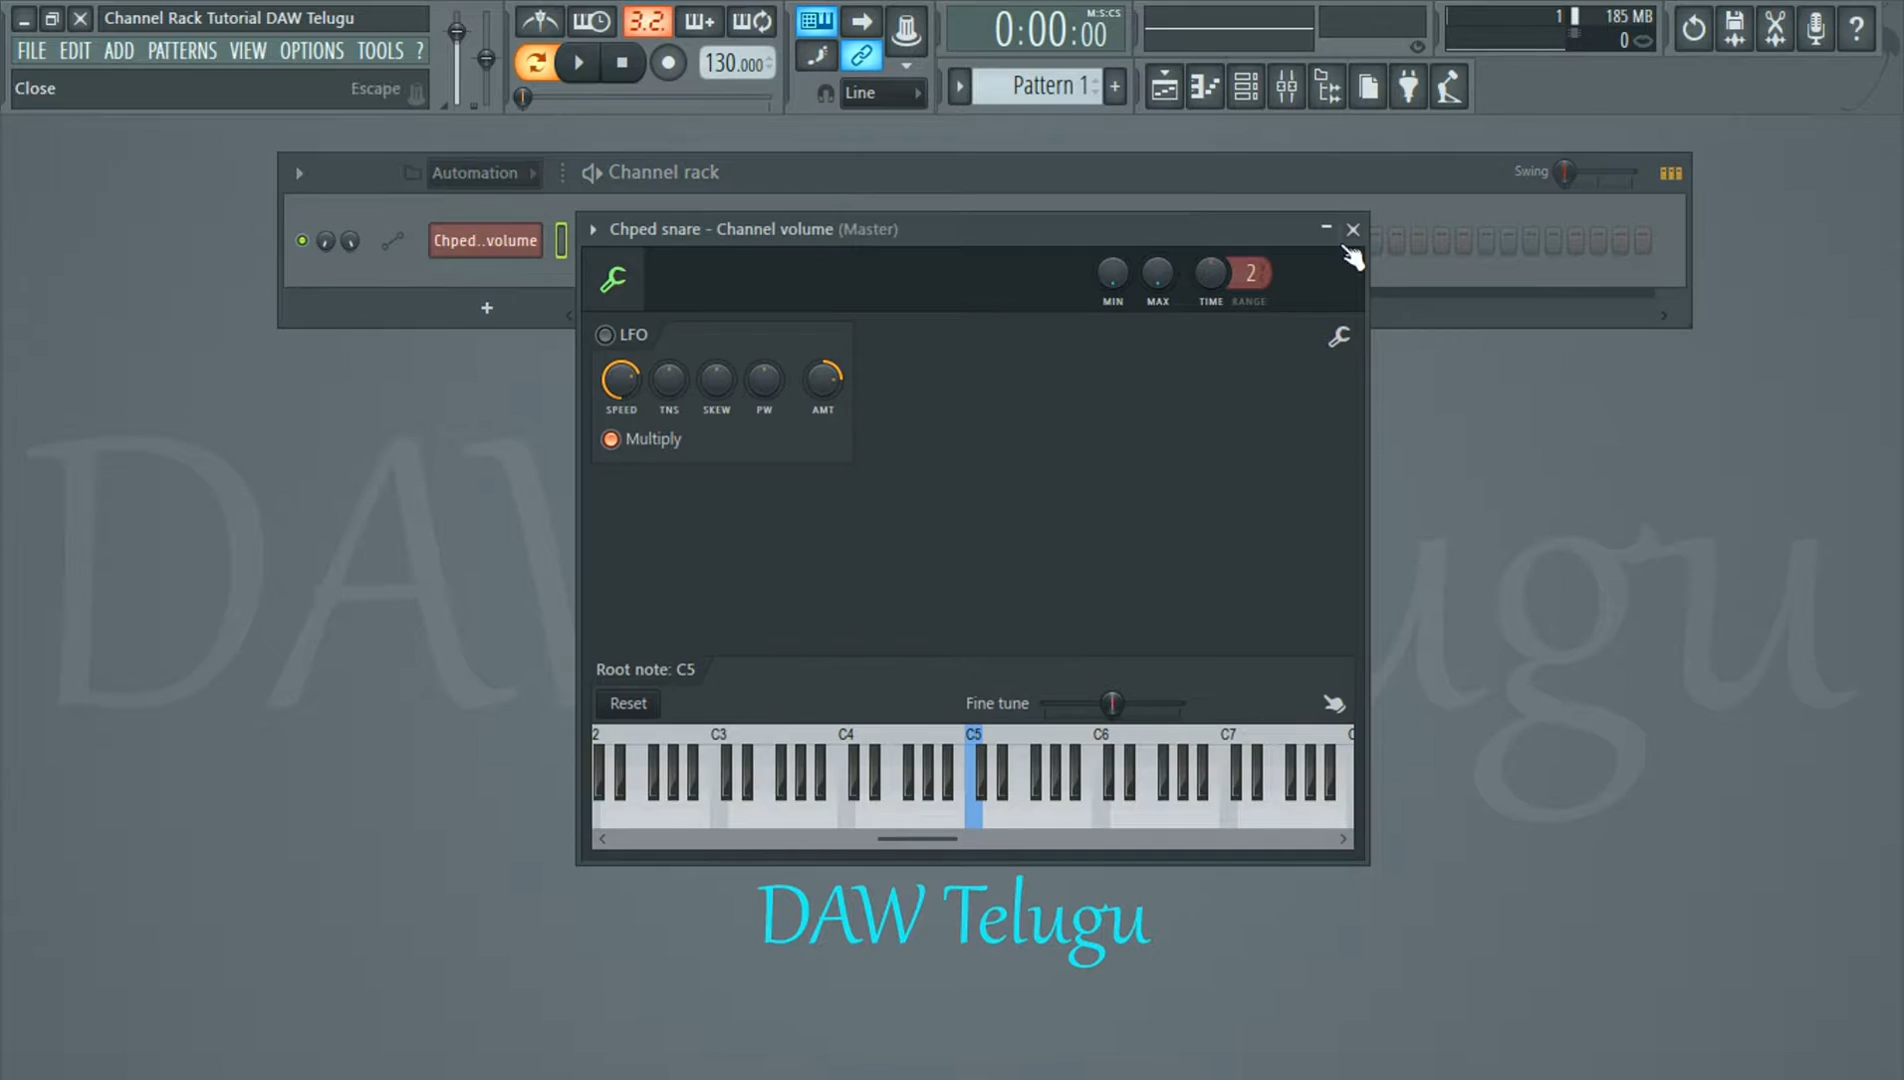 Channel Rack Tutorial DAW Telugu
FILE EDIT ADD PATTERNS VIEW OPTIONS TOOLS ?
Close Escape
3.2.
130.000
Line
0:00:00
M:S:CS
Pattern 1 +
1 185 MB
0
?
Automation
Channel rack
Swing
Chped..volume
+
Chped snare - Channel volume (Master)
2
MIN MAX TIME RANGE
LFO
SPEED TNS SKEW PW AMT
Multiply
Root note: C5
Reset
Fine tune
2 C3 C4 C5 C6 C7 C
DAW Telugu
DAW Telugu